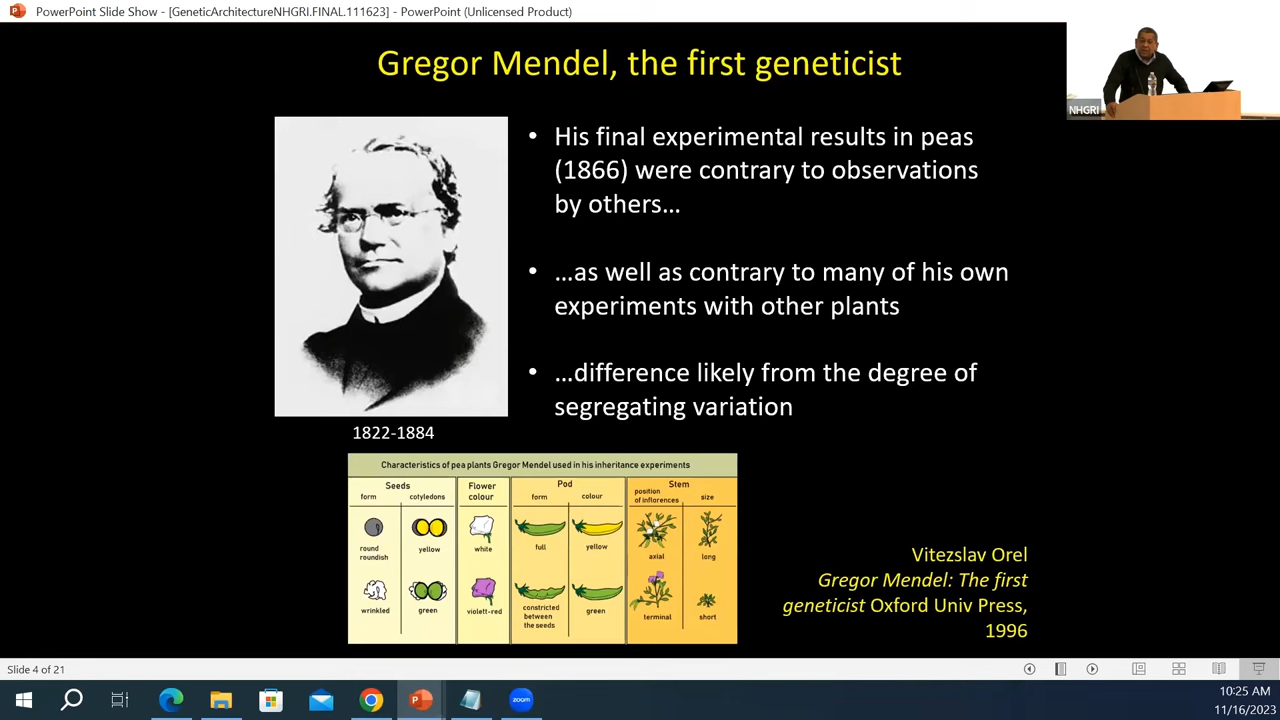 PowerPoint Slide Show - [GeneticArchitectureNHGRI.FINAL.111623] - PowerPoint (Unlicensed Product)
Gregor Mendel, the first geneticist
NHGRI
• His final experimental results in peas
(1866) were contrary to observations
by others…
• …as well as contrary to many of his own
experiments with other plants
• …difference likely from the degree of
segregating variation
1822-1884
Characteristics of pea plants Gregor Mendel used in his inheritance experiments
Seeds
form
cotyledons
round
roundish
yellow
wrinkled
green
Flower
colour
white
violett-red
Pod
form
colour
full
yellow
constricted
between
the seeds
green
Stem
position
of inflorences
size
axial
long
terminal
short
Vitezslav Orel
Gregor Mendel: The first
geneticist Oxford Univ Press,
1996
Slide 4 of 21
zoom
10:25 AM
11/16/2023